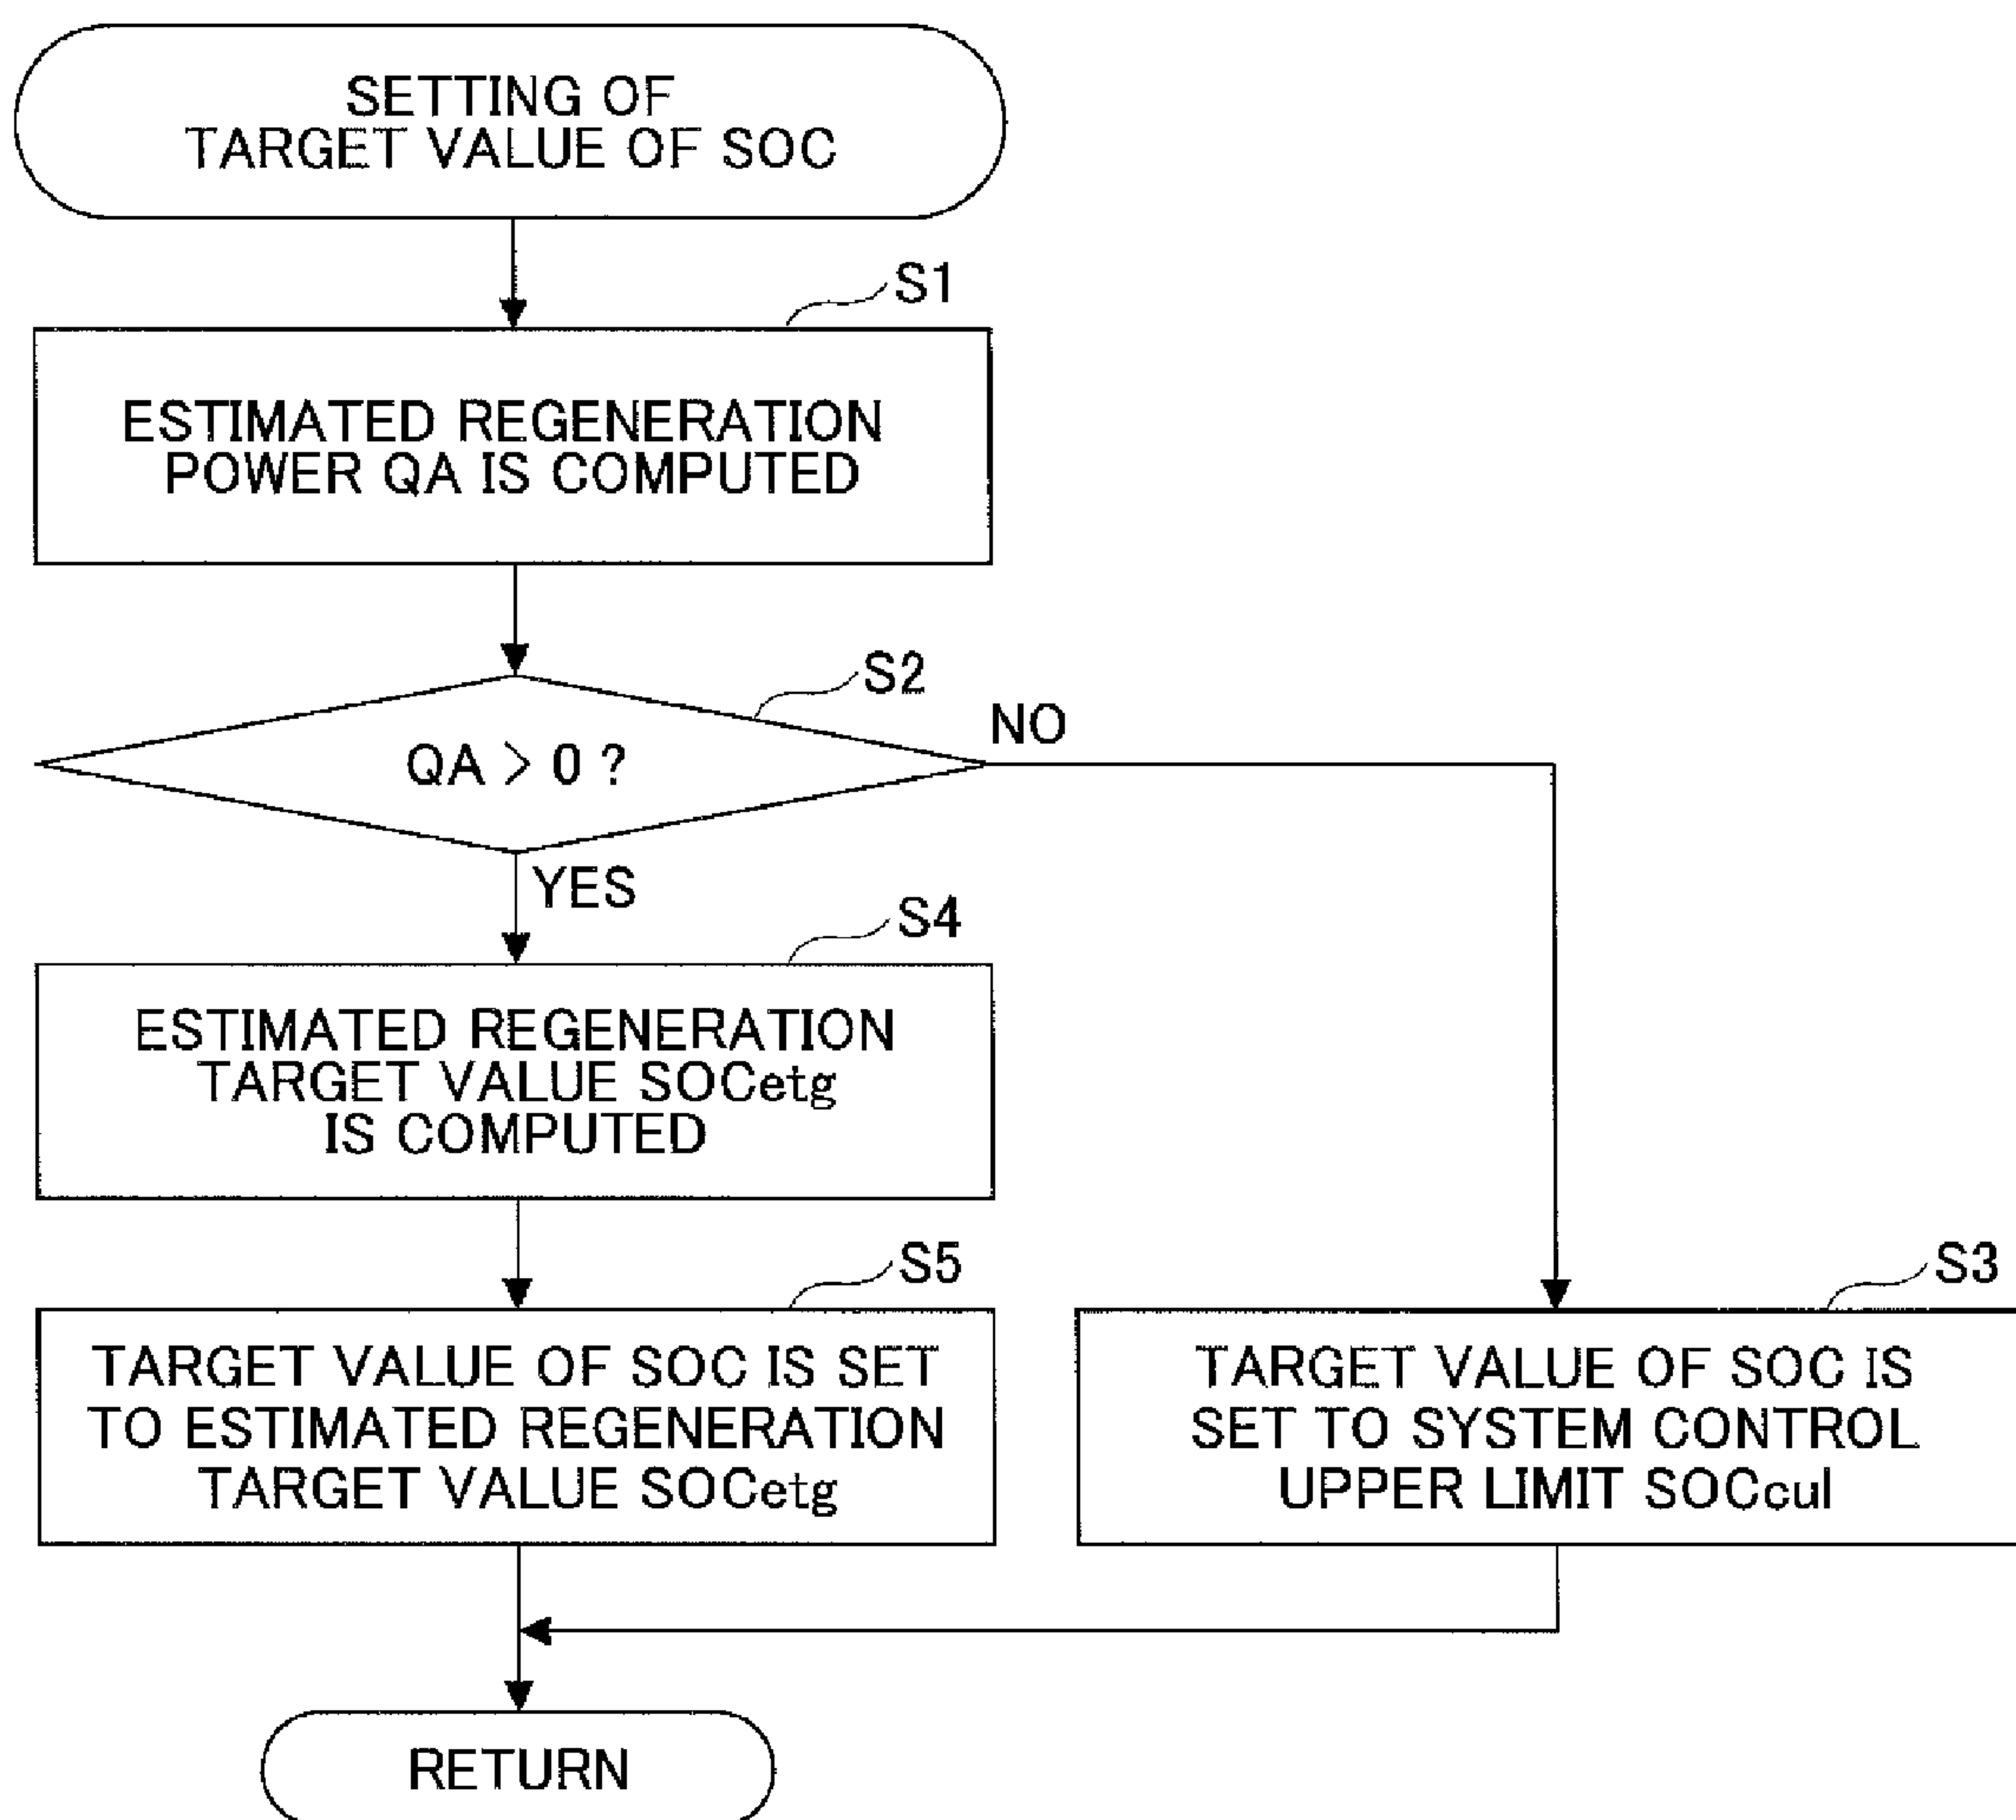 SETTING OF
TARGET VALUE OF SOC
S1
ESTIMATED REGENERATION
POWER QA IS COMPUTED
S2
QA > 0 ?
NO
YES
S4
ESTIMATED REGENERATION
TARGET VALUE SOCetg
IS COMPUTED
S5
TARGET VALUE OF SOC IS SET
TO ESTIMATED REGENERATION
TARGET VALUE SOCetg
S3
TARGET VALUE OF SOC IS
SET TO SYSTEM CONTROL
UPPER LIMIT SOCcul
RETURN